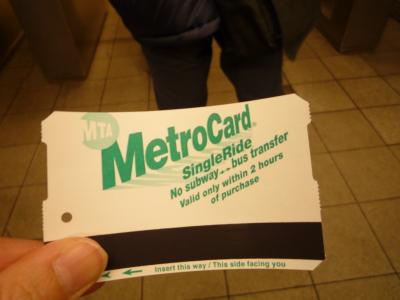 MTA
MetroCard®
SingleRide
No subway↔bus transfer
Valid only within 2 hours
of purchase
Insert this way / This side facing you